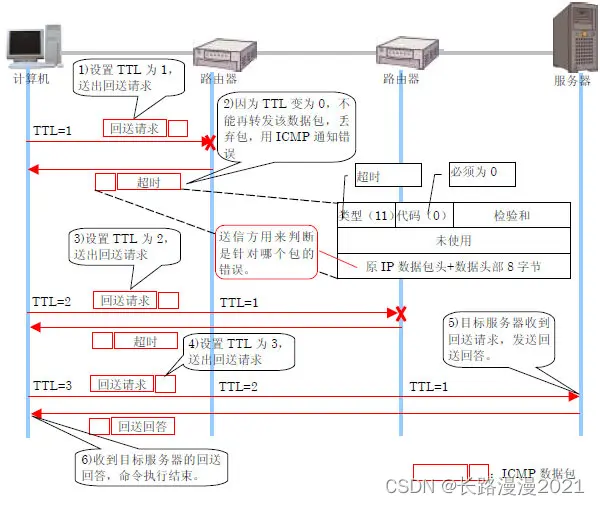 计算机
路由器
路由器
服务器
1)设置 TTL 为 1，
送出回送请求
2)因为 TTL 变为 0，不
能再转发该数据包，丢
弃包，用 ICMP 通知错
误
TTL=1
回送请求
超时
超时
必须为 0
类型（11）
代码（0）
检验和
未使用
原 IP 数据包头+数据头部 8 字节
送信方用来判断
是针对哪个包的
错误。
3)设置 TTL 为 2，
送出回送请求
TTL=2
回送请求
TTL=1
超时
4)设置 TTL 为 3，
送出回送请求
5)目标服务器收到
回送请求，发送回
送回答。
TTL=3
回送请求
TTL=2
TTL=1
回送回答
6)收到目标服务器的回送
回答，命令执行结束。
：ICMP 数据包
CSDN @长路漫漫2021